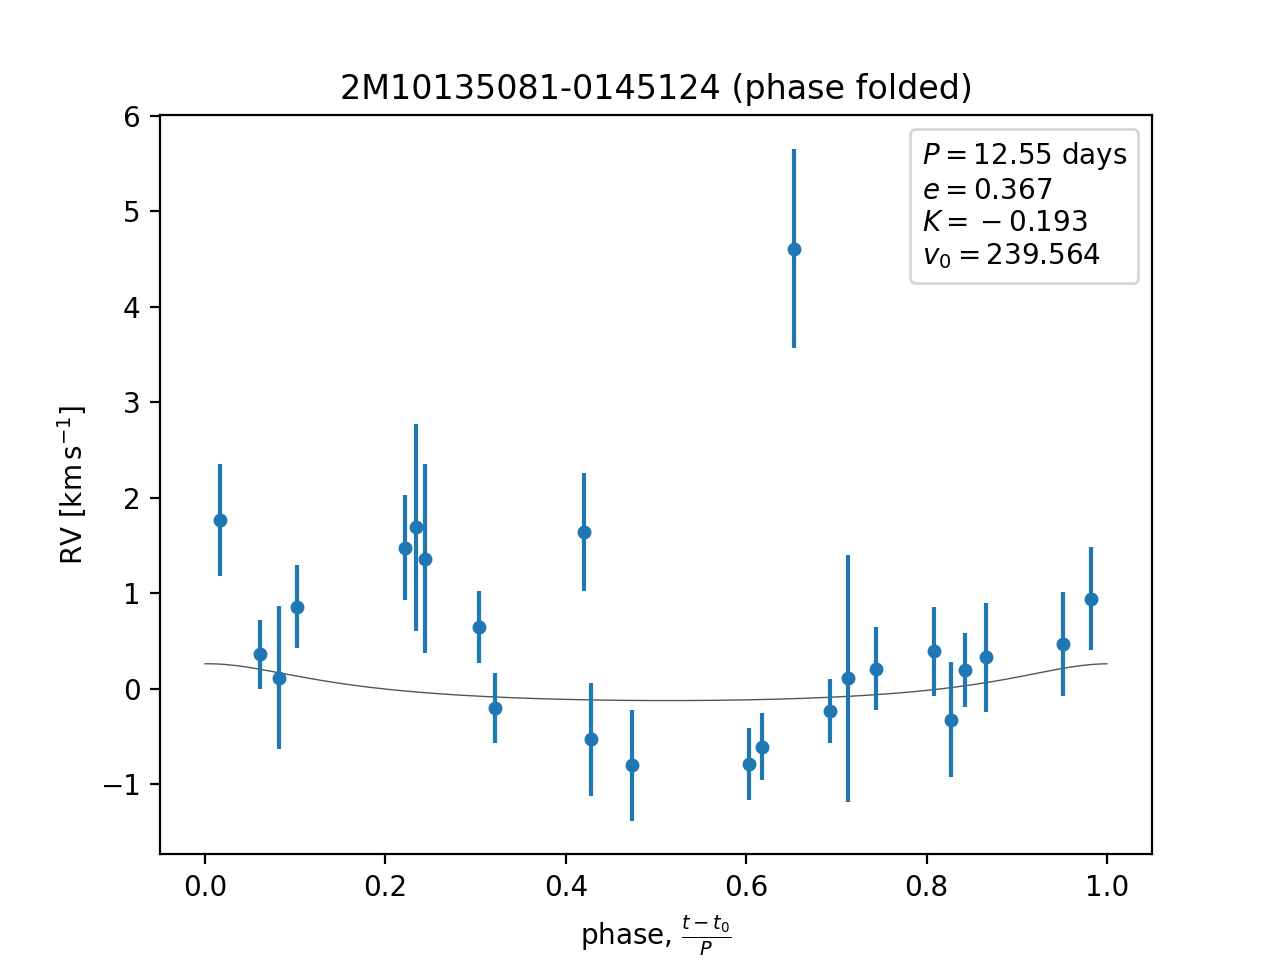 2M10135081-0145124 (phase folded)
P = 12.55 days
e = 0.367
K = −0.193
v₀ = 239.564
6
5
4
3
2
1
0
−1
RV [km s⁻¹]
0.0 0.2 0.4 0.6 0.8 1.0
phase, (t − t₀)/P